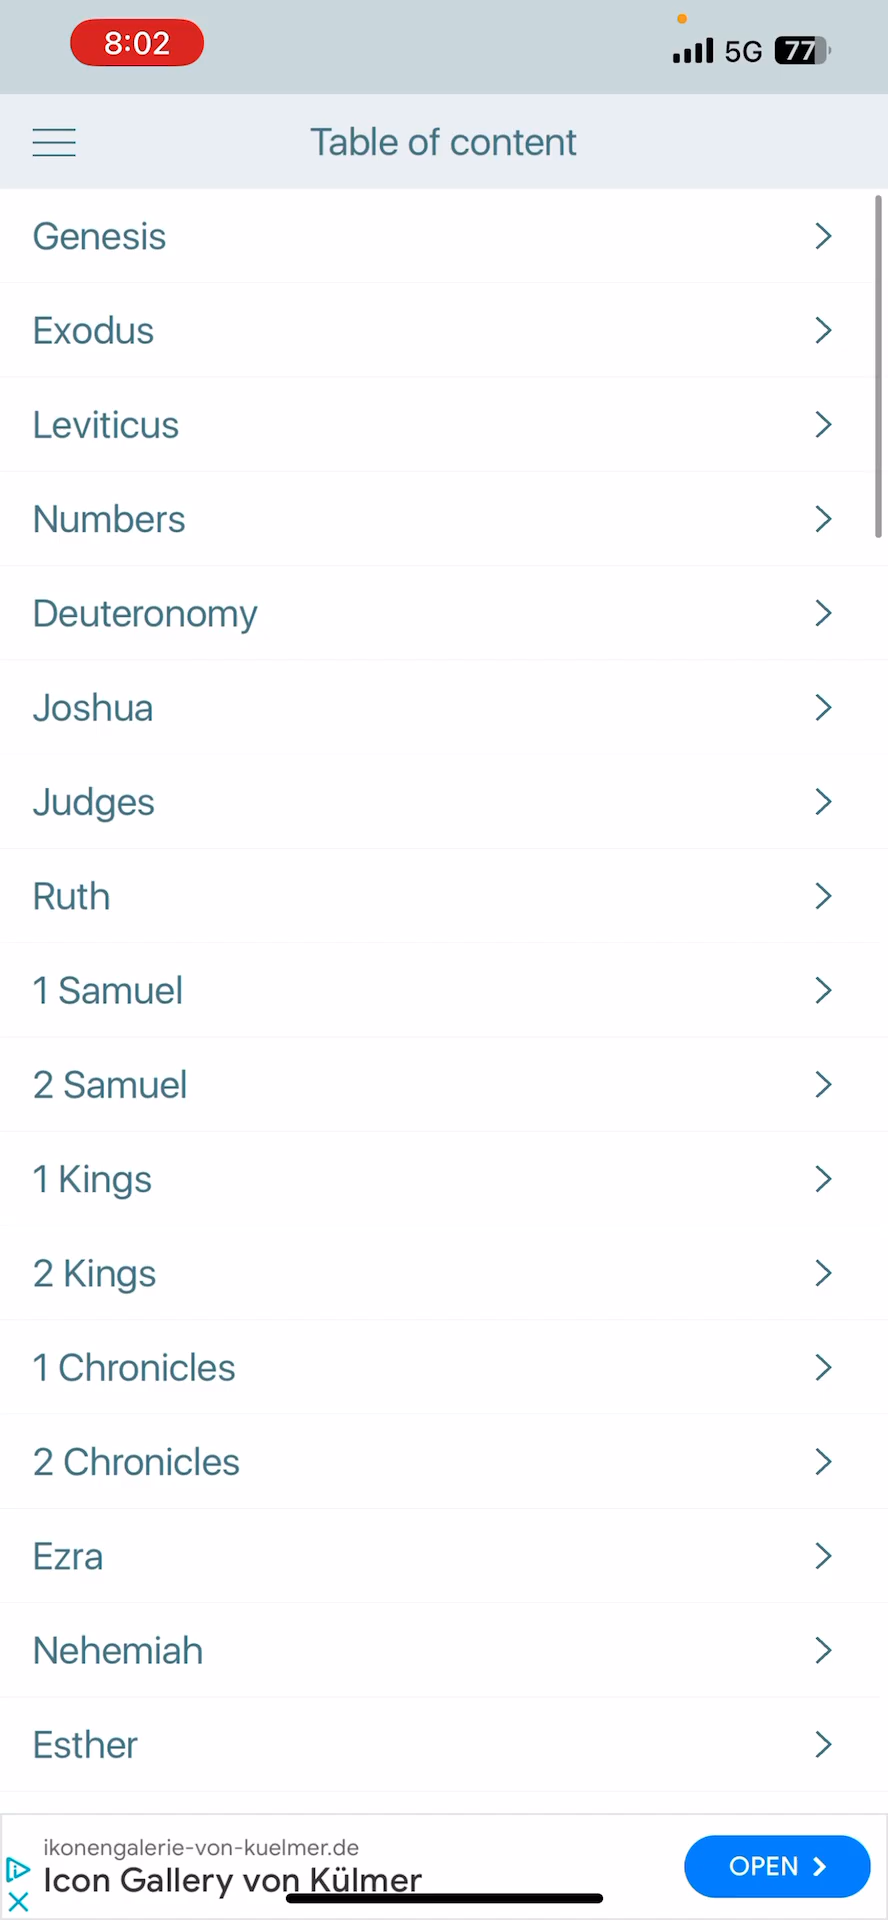 8:02
5G 77
Table of content
Genesis
Exodus
Leviticus
Numbers
Deuteronomy
Joshua
Judges
Ruth
1 Samuel
2 Samuel
1 Kings
2 Kings
1 Chronicles
2 Chronicles
Ezra
Nehemiah
Esther
ikonengalerie-von-kuelmer.de
Icon Gallery von Külmer
OPEN